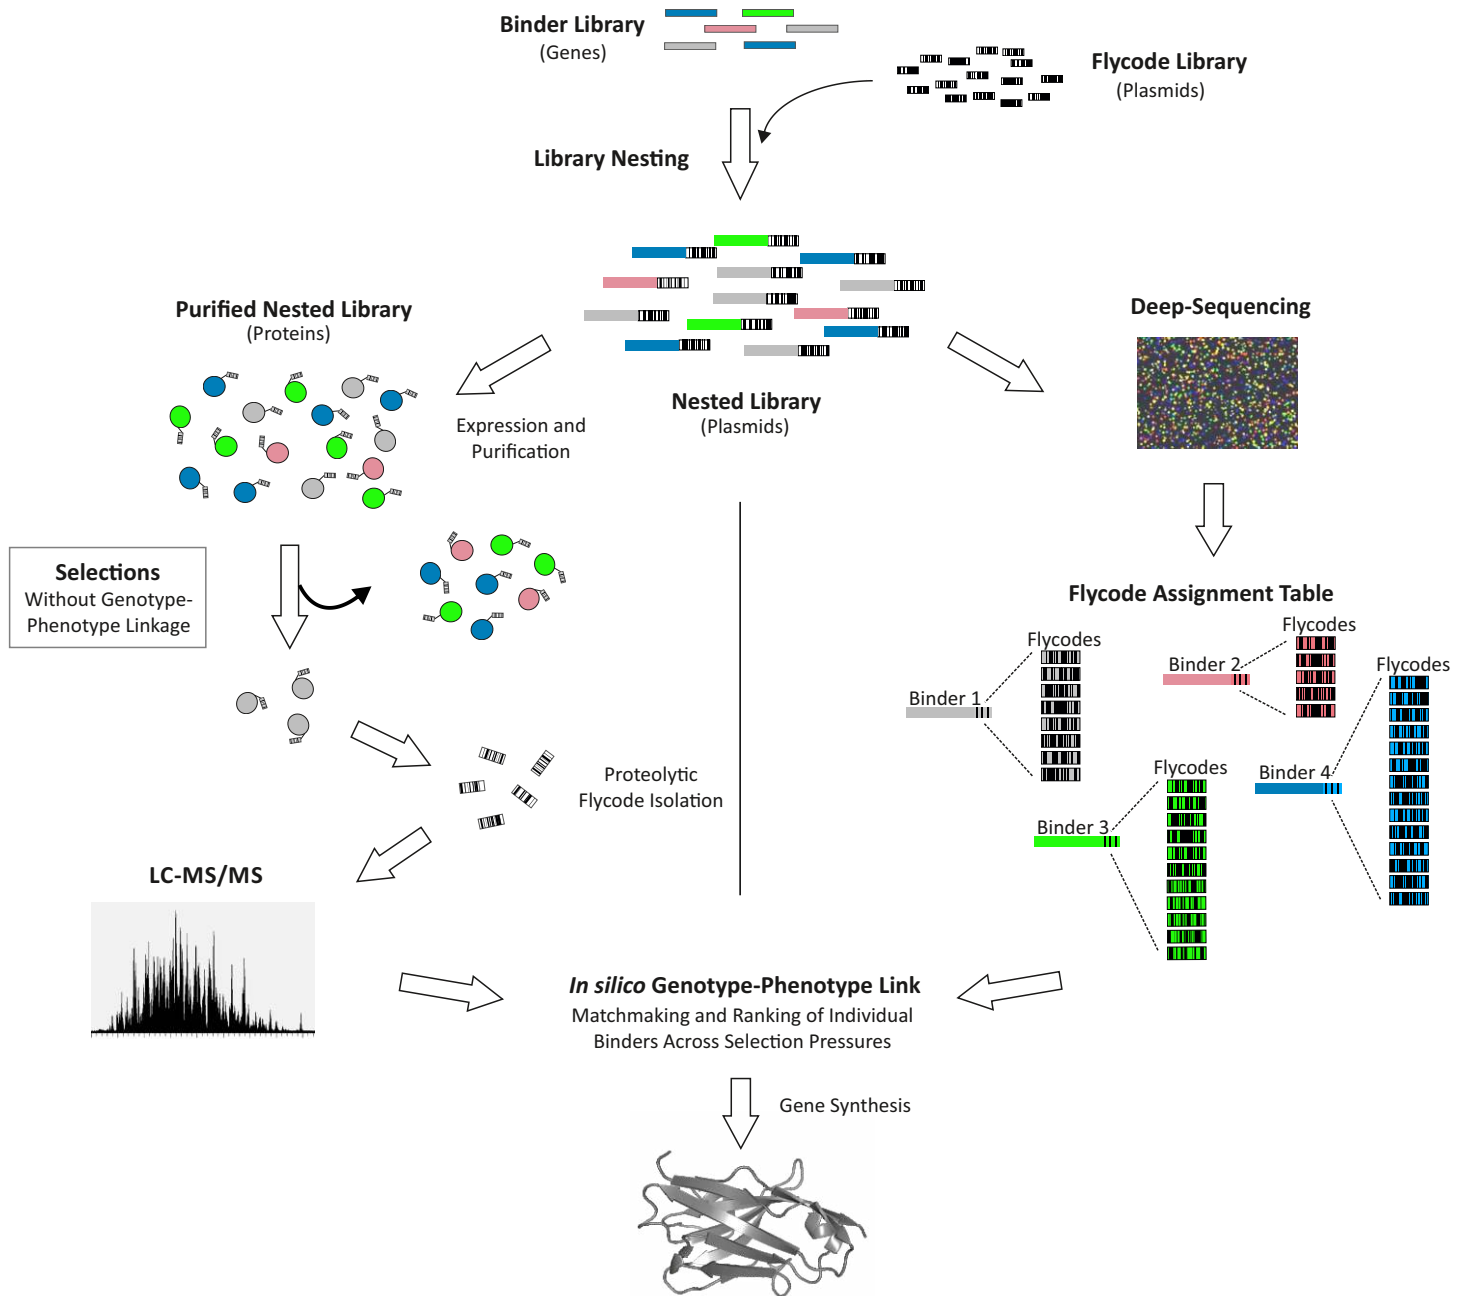 Binder Library
(Genes)
Flycode Library
(Plasmids)
Library Nesting
Purified Nested Library
(Proteins)
Deep-Sequencing
Nested Library
(Plasmids)
Expression and
Purification
Selections
Without Genotype-
Phenotype Linkage
Flycode Assignment Table
Flycodes
Binder 1
Flycodes
Binder 2
Flycodes
Binder 4
Flycodes
Binder 3
Proteolytic
Flycode Isolation
LC-MS/MS
In silico Genotype-Phenotype Link
Matchmaking and Ranking of Individual
Binders Across Selection Pressures
Gene Synthesis